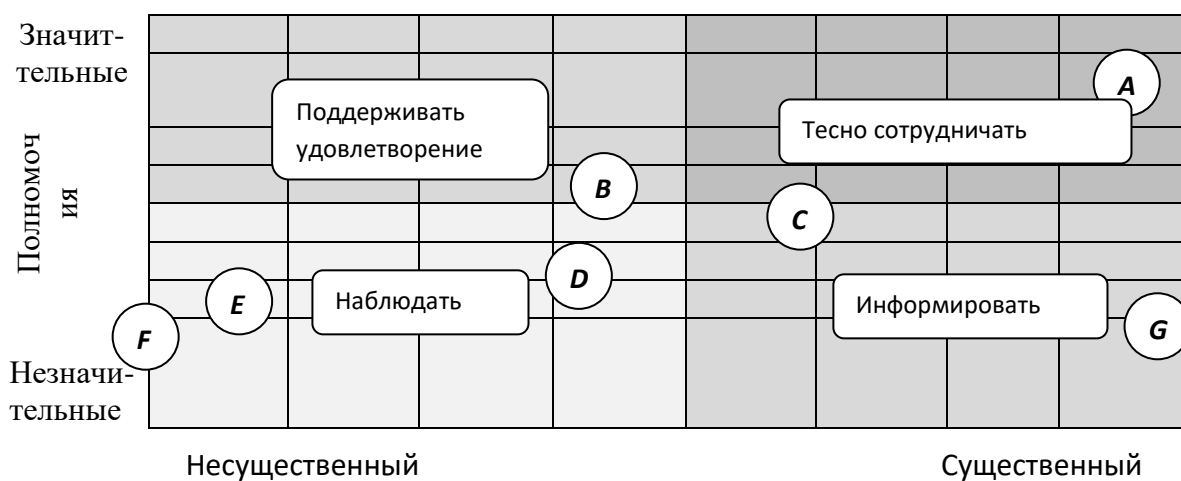 Значит-
тельные
Поддерживать
удовлетворение
A
Тесно сотрудничать
Полномоч
ия
B
C
D
E
Наблюдать
Информировать
F
G
Незначи-
тельные
Несущественный
Существенный